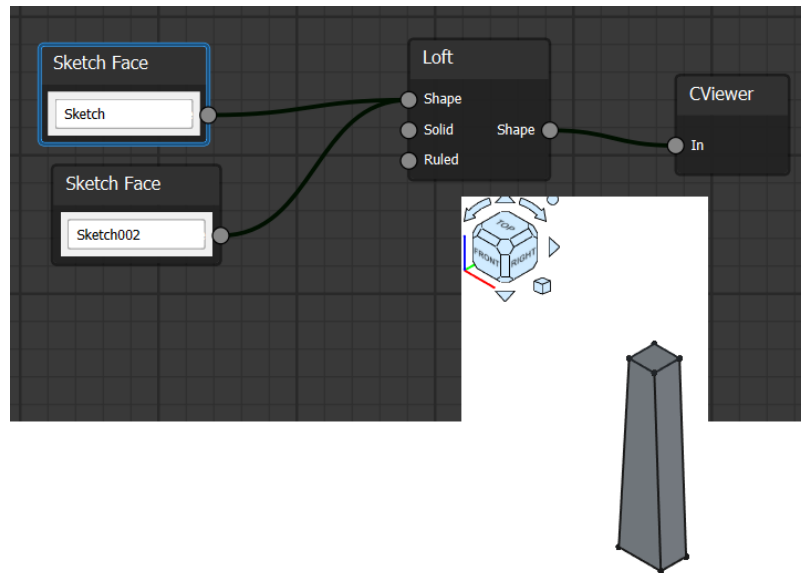 Sketch Face
Sketch
Sketch Face
Sketch002
Loft
Shape
Solid
Shape
Ruled
CViewer
In
TOP
FRONT
RIGHT